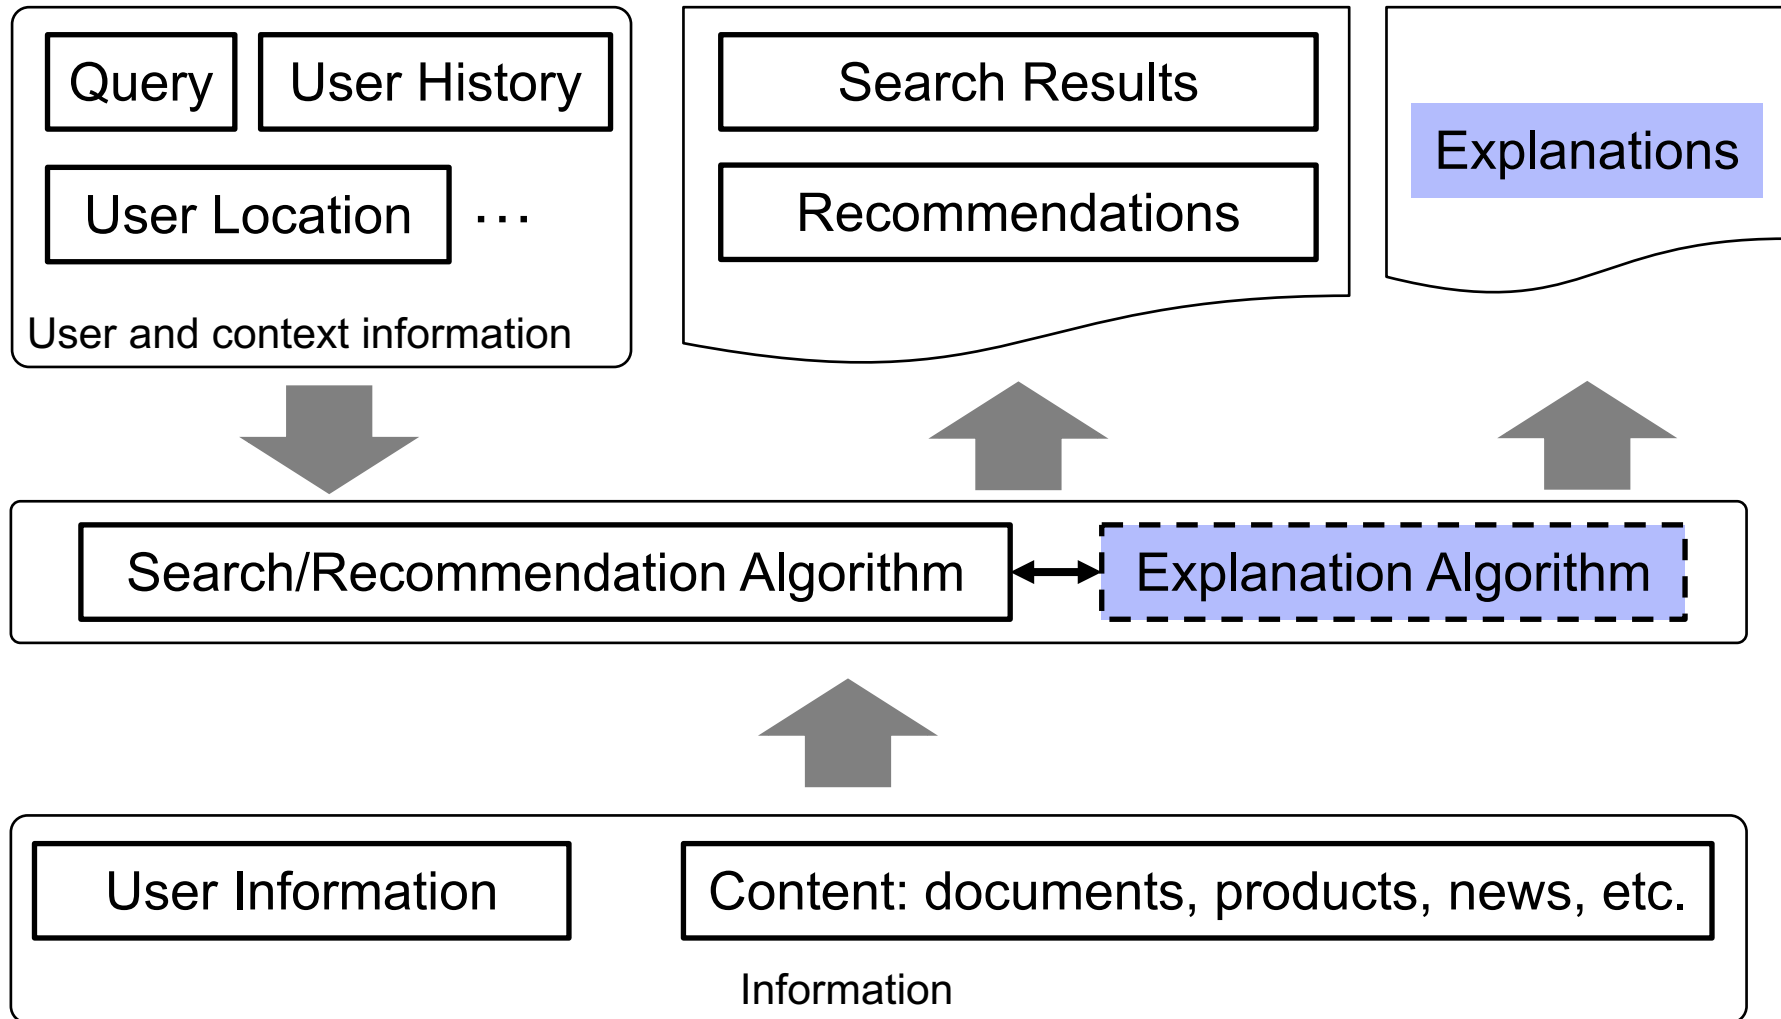 Query
User History
User Location
...
User and context information
Search Results
Recommendations
Explanations
Search/Recommendation Algorithm
Explanation Algorithm
User Information
Content: documents, products, news, etc.
Information